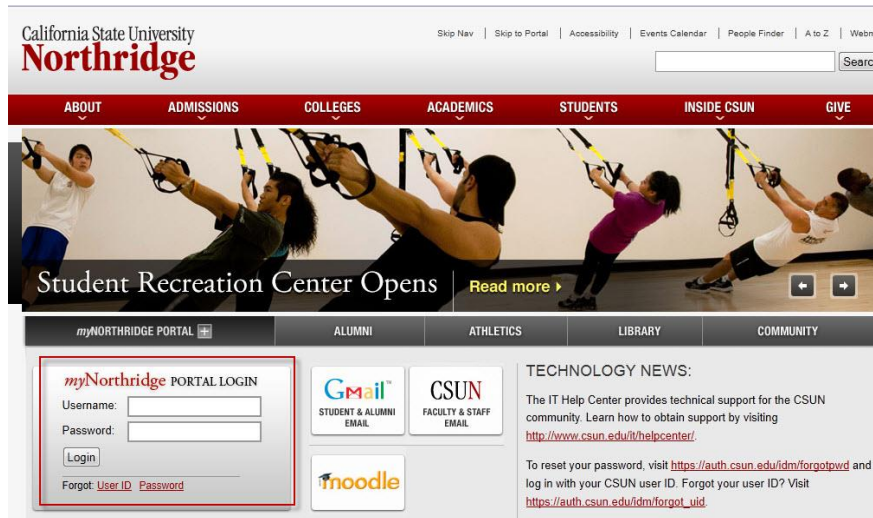 California State University
Northridge
Skip Nav | Skip to Portal | Accessibility | Events Calendar | People Finder | A to Z |
ABOUT ADMISSIONS COLLEGES ACADEMICS STUDENTS INSIDE CSUN GIVE
Student Recreation Center Opens Read more
myNORTHRIDGE PORTAL + ALUMNI ATHLETICS LIBRARY COMMUNITY
myNorthridge PORTAL LOGIN
Username:
Password:
Login
Forgot: User ID Password
Gmail™
STUDENT & ALUMNI
EMAIL
CSUN
FACULTY & STAFF
EMAIL
moodle
TECHNOLOGY NEWS:
The IT Help Center provides technical support for the CSUN
community. Learn how to obtain support by visiting
http://www.csun.edu/it/helpcenter/.
To reset your password, visit https://auth.csun.edu/idm/forgotpwd and
log in with your CSUN user ID. Forgot your user ID? Visit
https://auth.csun.edu/idm/forgot_uid.